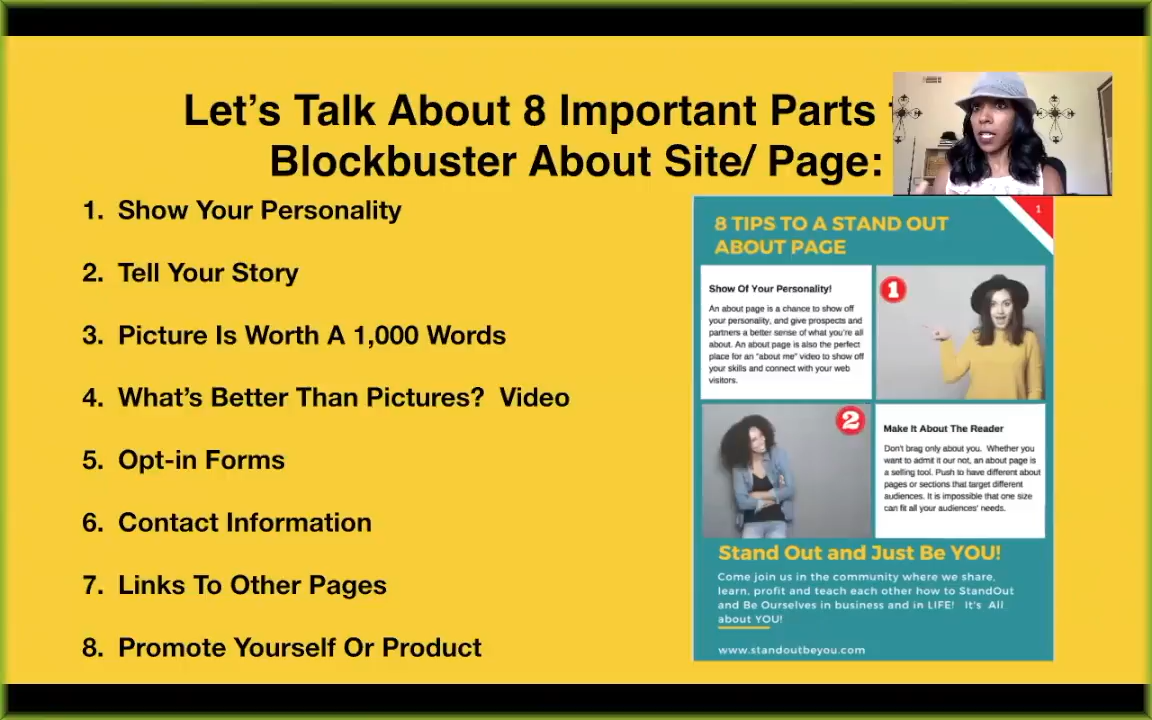 Let's Talk About 8 Important Parts
Blockbuster About Site/ Page:
1. Show Your Personality
2. Tell Your Story
3. Picture Is Worth A 1,000 Words
4. What's Better Than Pictures? Video
5. Opt-in Forms
6. Contact Information
7. Links To Other Pages
8. Promote Yourself Or Product
1
8 TIPS TO A STAND OUT
ABOUT PAGE
Show Of Your Personality!
An about page is a chance to show off
your personality, and give prospects and
partners a better sense of what you're all
about. An about page is also the perfect
place for an "about me" video to show off
your skills and connect with your web
visitors.
1
2
Make It About The Reader
Don't brag only about you. Whether you
want to admit it our not, an about page is
a selling tool. Push to have different about
pages or sections that target different
audiences. It is impossible that one size
can fit all your audiences' needs.
Stand Out and Just Be YOU!
Come join us in the community where we share,
learn, profit and teach each other how to StandOut
and Be Ourselves in business and in LIFE! It's All
about YOU!
www.standoutbeyou.com